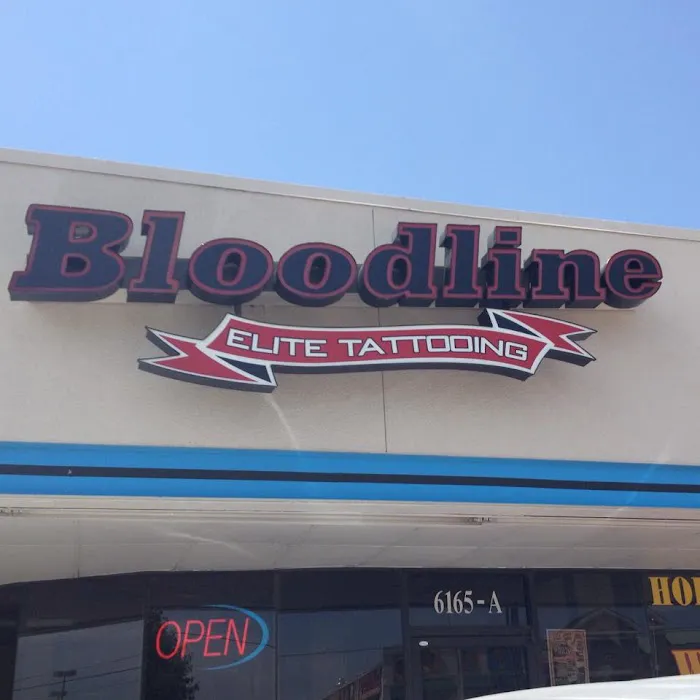 Bloodline
ELITE TATTOOING
6165-A
OPEN